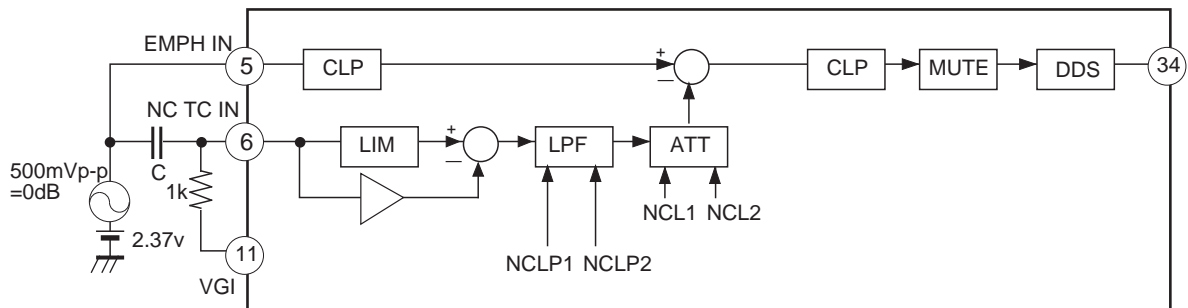 EMPH IN
5
CLP
+
–
CLP
MUTE
DDS
34
NC TC IN
6
LIM
+
–
LPF
ATT
500mVp-p
=0dB
C
1k
NCL1
NCL2
2.37v
11
NCLP1
NCLP2
VGI